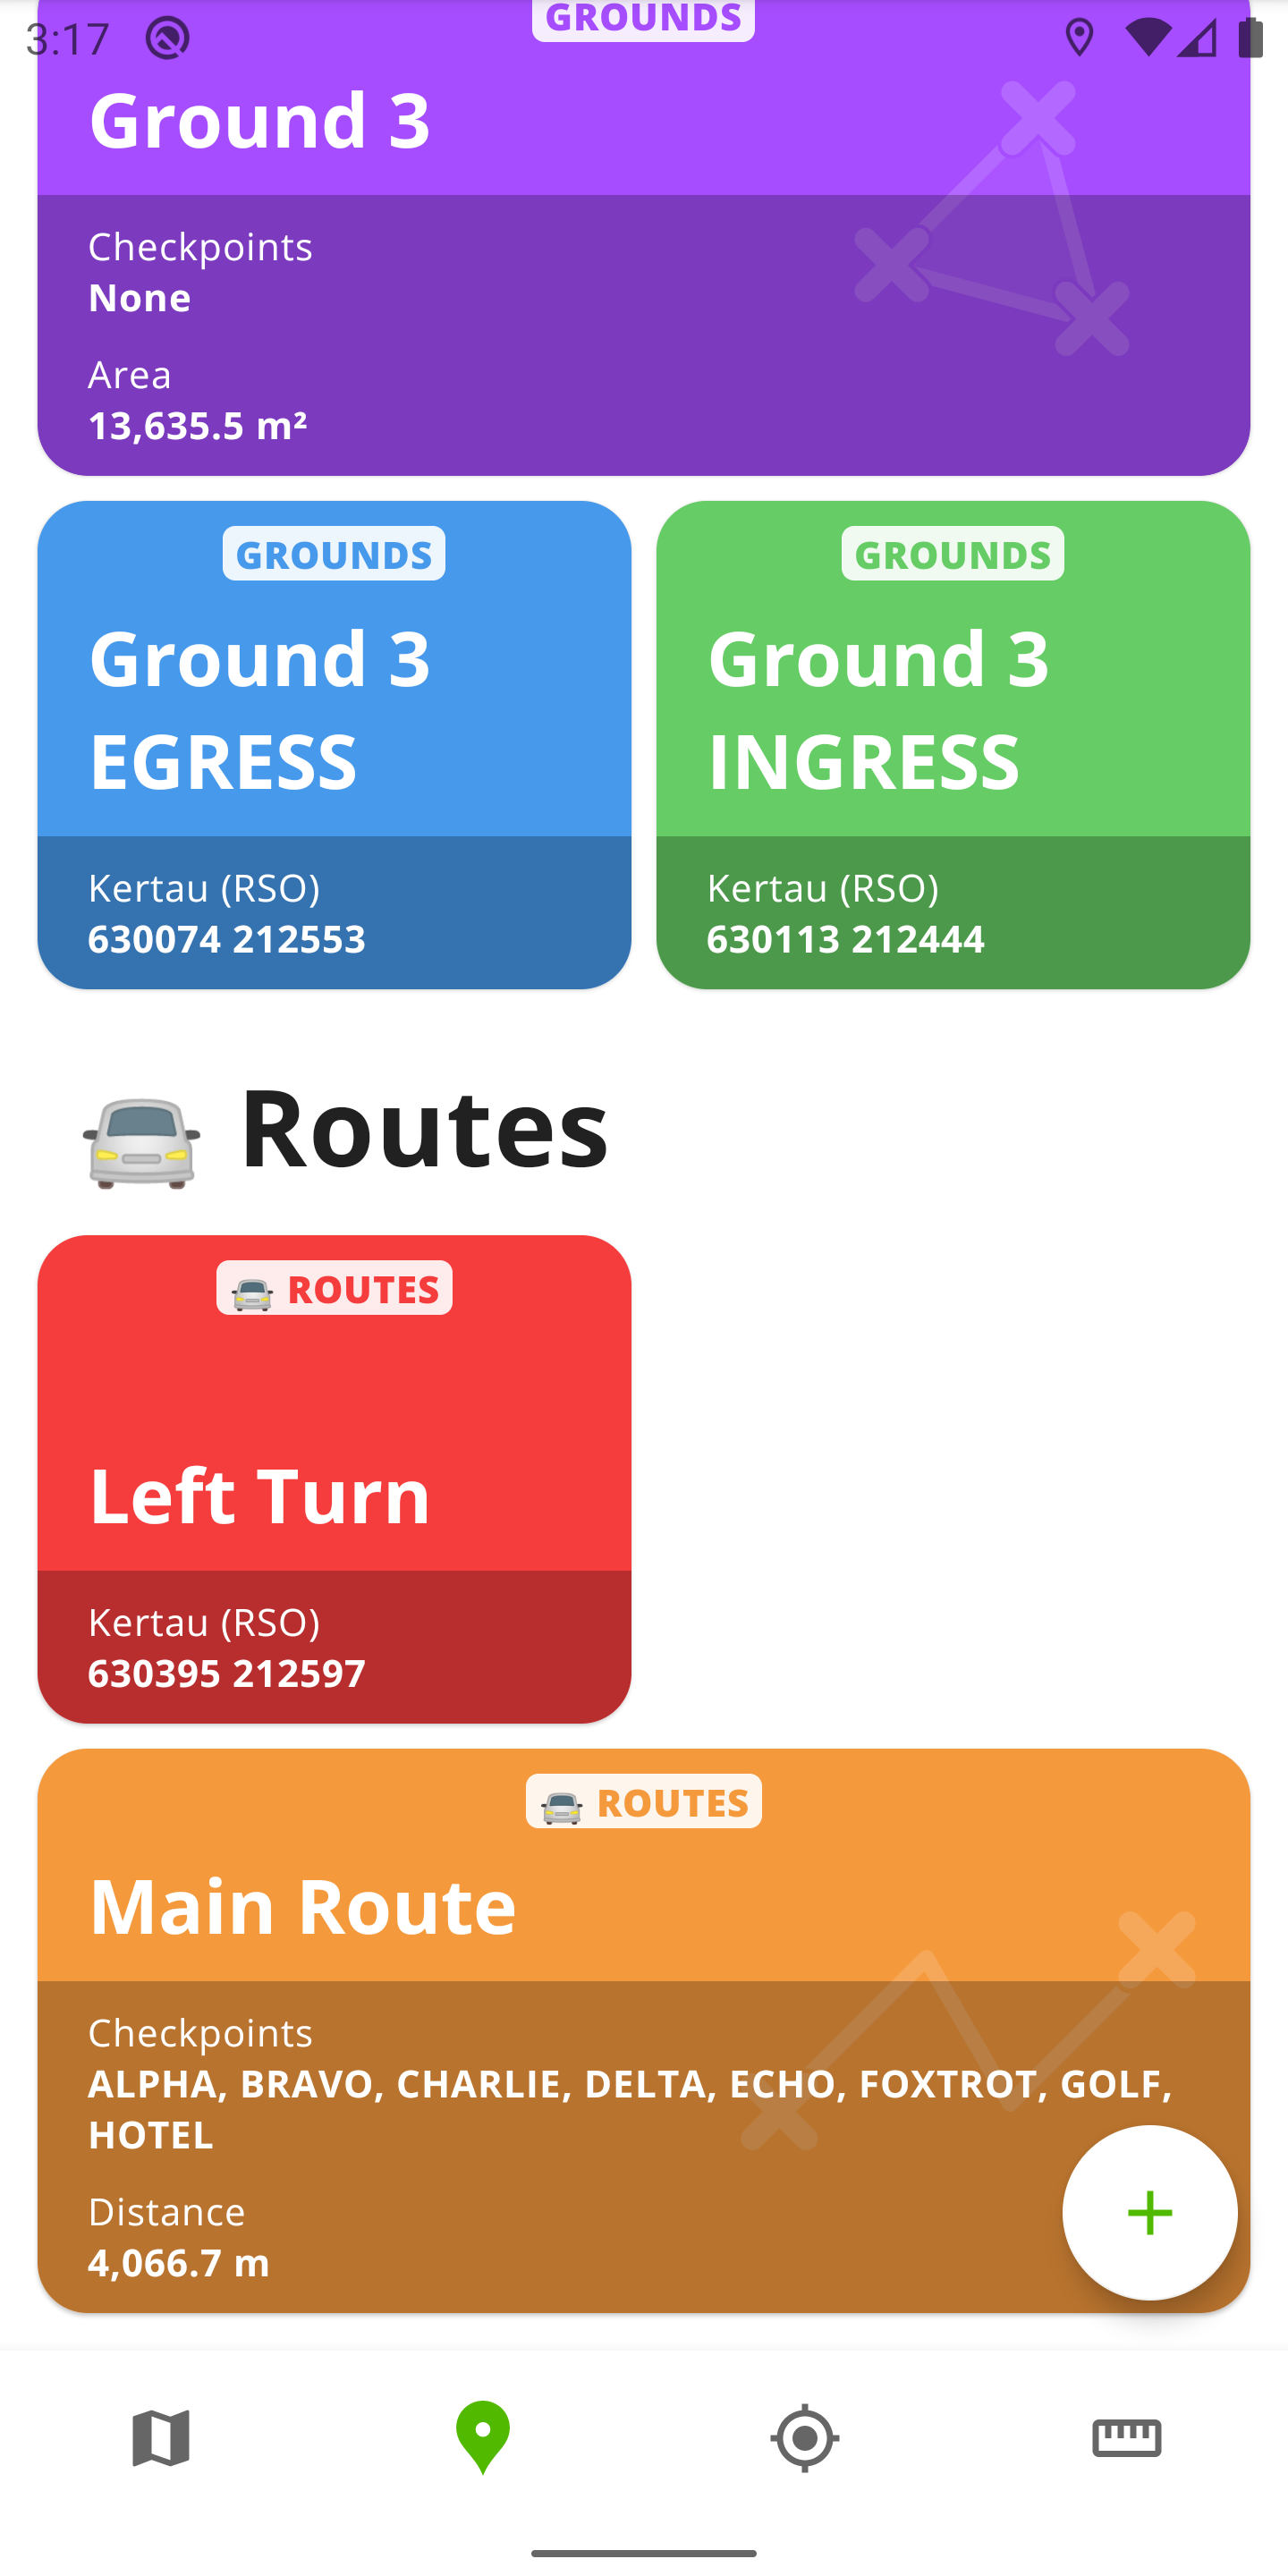 GROUNDS
3:17
Ground 3
Checkpoints
None
Area
13,635.5 m²
GROUNDS
Ground 3
EGRESS
Kertau (RSO)
630074 212553
GROUNDS
Ground 3
INGRESS
Kertau (RSO)
630113 212444
🚘 Routes
🚘 ROUTES
Left Turn
Kertau (RSO)
630395 212597
🚘 ROUTES
Main Route
Checkpoints
ALPHA, BRAVO, CHARLIE, DELTA, ECHO, FOXTROT, GOLF,
HOTEL
Distance
4,066.7 m